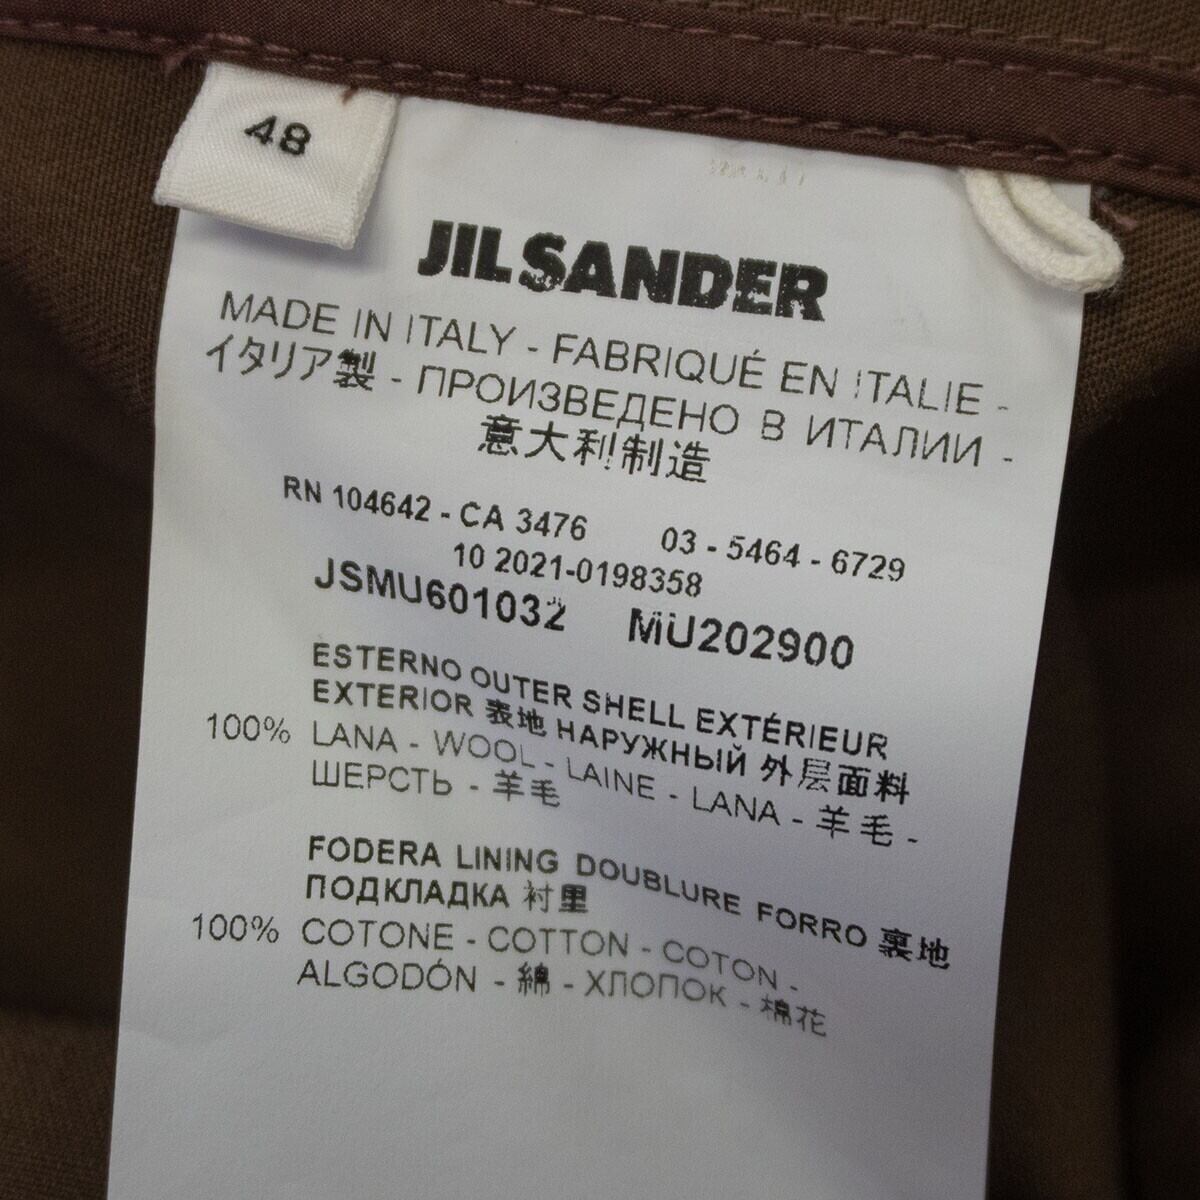 48
JIL SANDER
MADE IN ITALY - FABRIQUÉ EN ITALIE -
イタリア製 - ПРОИЗВЕДЕНО В ИТАЛИИ -
意大利制造
RN 104642 - CA 3476 03 - 5464 - 6729
10 2021-0198358
JSMU601032 MU202900
ESTERNO OUTER SHELL EXTÉRIEUR
EXTERIOR 表地 НАРУЖНЫЙ 外层面料
100% LANA - WOOL - LAINE - LANA - 羊毛 -
ШЕРСТЬ - 羊毛
FODERA LINING DOUBLURE FORRO 裏地
ПОДКЛАДКА 衬里
100% COTONE - COTTON - COTON -
ALGODÓN - 綿 - ХЛОПОК - 棉花